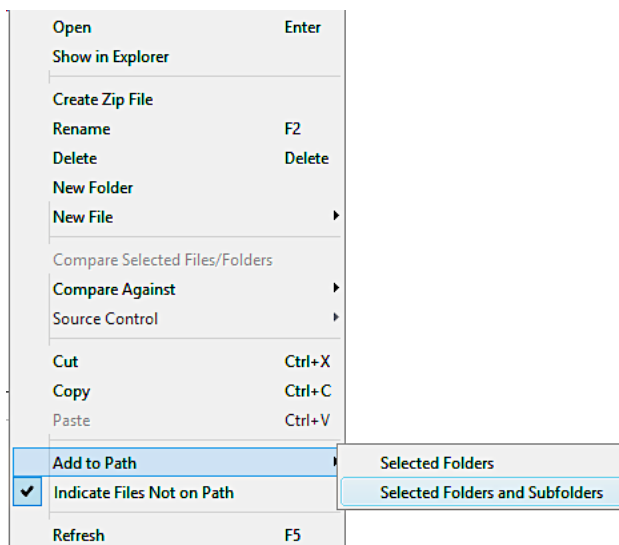 Open Enter
Show in Explorer
Create Zip File
Rename F2
Delete Delete
New Folder
New File
Compare Selected Files/Folders
Compare Against
Source Control
Cut Ctrl+X
Copy Ctrl+C
Paste Ctrl+V
Add to Path
Selected Folders
Indicate Files Not on Path
Selected Folders and Subfolders
Refresh F5